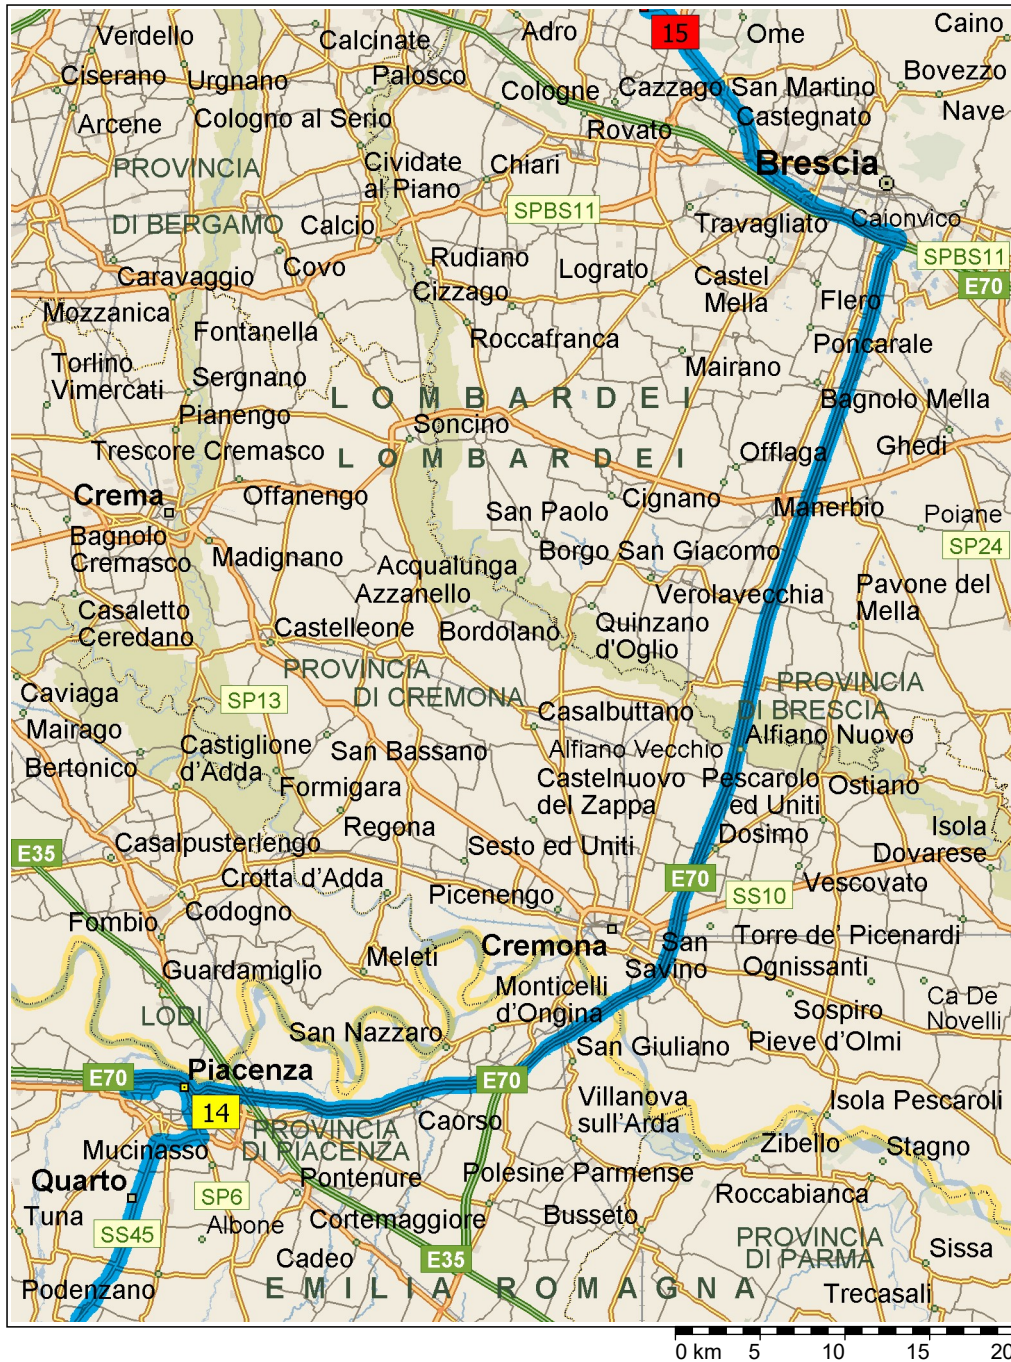 15
Verdello
Calcinate
Adro
Ome
Caino
Ciserano
Urgnano
Palosco
Cologne
Cazzago San Martino
Bovezzo
Arcene
Cologno al Serio
Rovato
Castegnato
Nave
PROVINCIA
DI BERGAMO
Cividate
al Piano
Chiari
Brescia
SPBS11
Calcio
Travagliato
Caionvico
SPBS11
Caravaggio
Covo
Rudiano
Cizzago
Lograto
Castel
Mella
Flero
E70
Mozzanica
Fontanella
Roccafranca
Poncarale
Torlino
Vimercati
Sergnano
Mairano
Pianengo
LOMBARDEI
Soncino
Bagnolo Mella
Trescore Cremasco
LOMBARDEI
Offlaga
Ghedi
Crema
Offanengo
Cignano
Manerbio
San Paolo
Poiane
Bagnolo
Cremasco
Madignano
Acqualunga
Borgo San Giacomo
SP24
Azzanello
Verolavecchia
Pavone del
Mella
Casaletto
Ceredano
Castelleone
Bordolano
Quinzano
d'Oglio
PROVINCIA
DI CREMONA
PROVINCIA
DI BRESCIA
Caviaga
SP13
Casalbuttano
Mairago
Castiglione
d'Adda
San Bassano
Alfiano Vecchio
Alfiano Nuovo
Bertonico
Formigara
Castelnuovo
del Zappa
Pescarolo
ed Uniti
Ostiano
Casalpusterlengo
Regona
Sesto ed Uniti
Dosimo
Isola
Dovarese
E35
Crotta d'Adda
Picenengo
E70
SS10
Vescovato
Fombio
Codogno
Cremona
San
Savino
Torre de' Picenardi
Guardamiglio
Meleti
Monticelli
d'Ongina
Ognissanti
Ca De
Novelli
LODI
San Nazzaro
Sospiro
San Giuliano
Pieve d'Olmi
E70
Piacenza
E70
14
Caorso
Villanova
sull'Arda
Isola Pescaroli
Mucinasso
PROVINCIA
DI PIACENZA
Zibello
Stagno
Quarto
SP6
Pontenure
Polesine Parmense
Roccabianca
Tuna
SS45
Albone
Cortemaggiore
Busseto
PROVINCIA
DI PARMA
Sissa
Cadeo
E35
Podenzano
EMILIA ROMAGNA
Trecasali
0 km 5 10 15 20